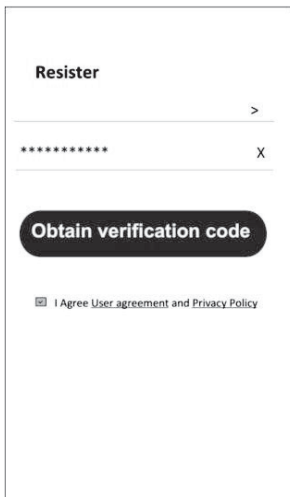 Resister
>
*********** X
Obtain verification code
I Agree User agreement and Privacy Policy